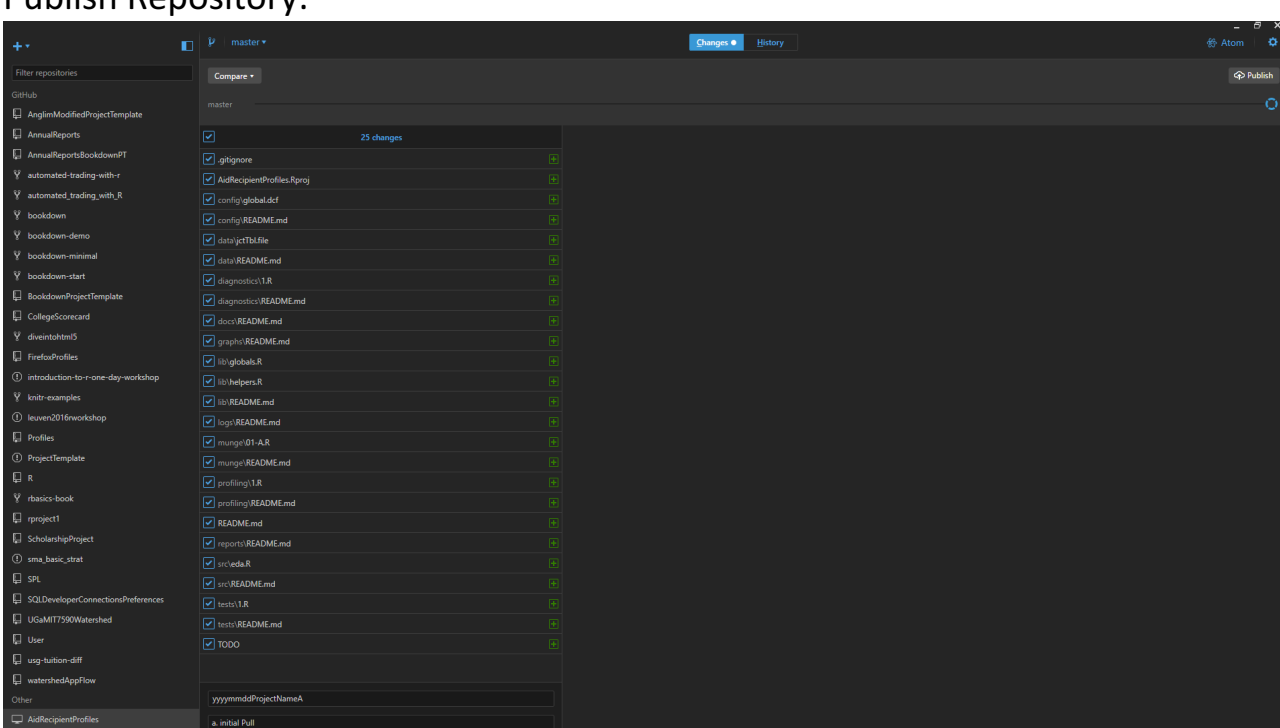 Publish Repository:
master
Changes
History
Atom
Filter repositories
Compare
Publish
GitHub
master
AnglimModifiedProjectTemplate
AnnualReports
AnnualReportsBookdownPT
automated-trading-with-r
automated_trading_with_R
bookdown
bookdown-demo
bookdown-minimal
bookdown-start
BookdownProjectTemplate
CollegeScorecard
diveintohtml5
FirefoxProfiles
introduction-to-r-one-day-workshop
knitr-examples
leuven2016rworkshop
Profiles
ProjectTemplate
R
rbasics-book
rproject1
ScholarshipProject
sma_basic_strat
SPL
SQLDeveloperConnectionsPreferences
UGaMIT7590Watershed
User
usg-tuition-diff
watershedAppFlow
Other
AidRecipientProfiles
25 changes
.gitignore
AidRecipientProfiles.Rproj
config\global.dcf
config\README.md
data\jctTbl.file
data\README.md
diagnostics\1.R
diagnostics\README.md
docs\README.md
graphs\README.md
lib\globals.R
lib\helpers.R
lib\README.md
logs\README.md
munge\01-A.R
munge\README.md
profiling\1.R
profiling\README.md
README.md
reports\README.md
src\eda.R
src\README.md
tests\1.R
tests\README.md
TODO
yyyymmddProjectNameA
a. initial Pull